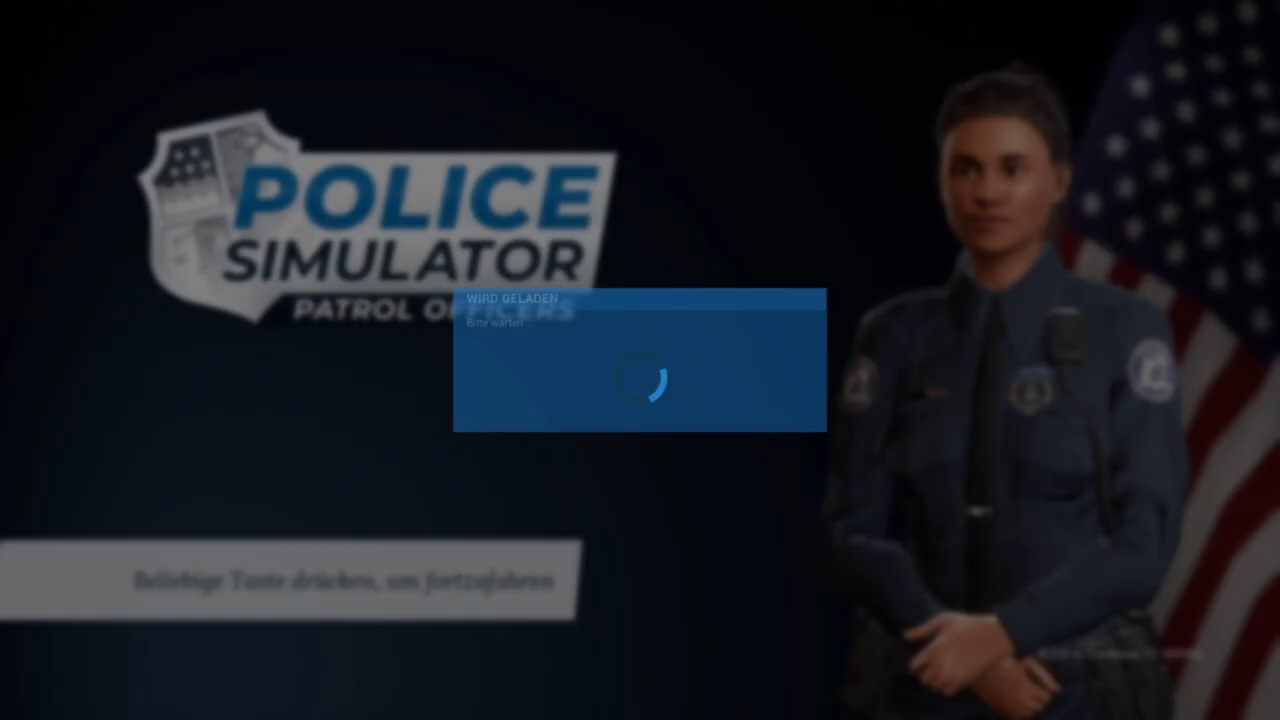 POLICE
SIMULATOR
PATROL OFFICERS
WIRD GELADEN
Bitte warten ...
Beliebige Taste drücken, um fortzufahren